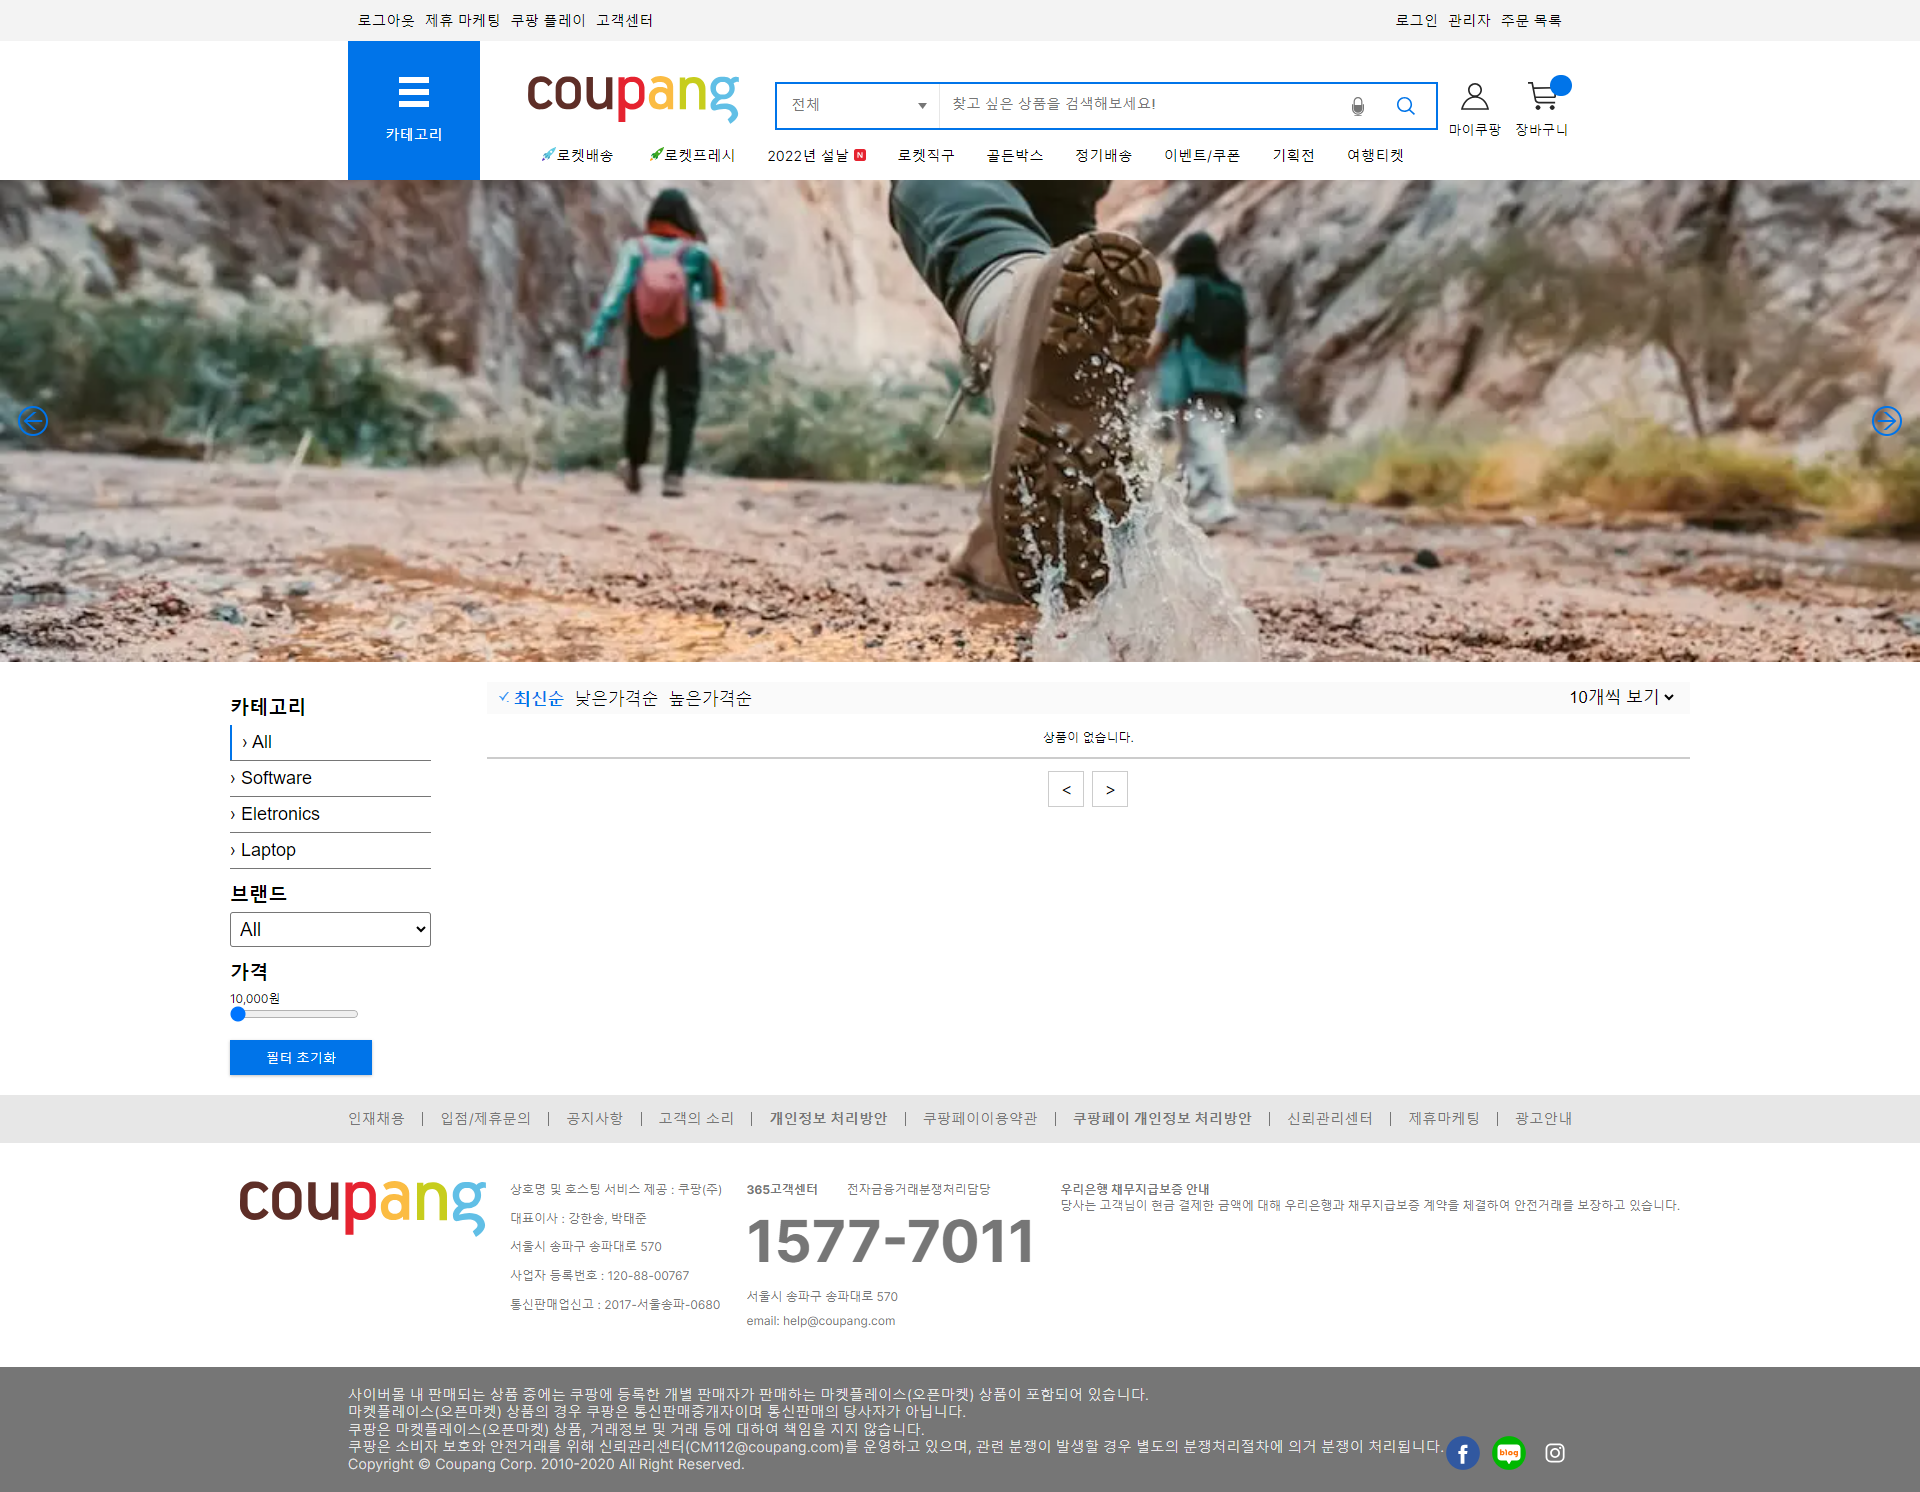 로그아웃 제휴 마케팅 쿠팡 플레이 고객센터
로그인 관리자 주문 목록
카테고리
coupang
전체
찾고 싶은 상품을 검색해보세요!
마이쿠팡
장바구니
로켓배송 로켓프레시 2022년 설날 N 로켓직구 골든박스 정기배송 이벤트/쿠폰 기획전 여행티켓
카테고리
› All
› Software
› Eletronics
› Laptop
브랜드
All
가격
10,000원
필터 초기화
최신순 낮은가격순 높은가격순
10개씩 보기
상품이 없습니다.
< >
인재채용 | 입점/제휴문의 | 공지사항 | 고객의 소리 | 개인정보 처리방안 | 쿠팡페이이용약관 | 쿠팡페이 개인정보 처리방안 | 신뢰관리센터 | 제휴마케팅 | 광고안내
coupang
상호명 및 호스팅 서비스 제공 : 쿠팡(주)
대표이사 : 강한송, 박태준
서울시 송파구 송파대로 570
사업자 등록번호 : 120-88-00767
통신판매업신고 : 2017-서울송파-0680
365고객센터 전자금융거래분쟁처리담당
1577-7011
서울시 송파구 송파대로 570
email: help@coupang.com
우리은행 채무지급보증 안내
당사는 고객님이 현금 결제한 금액에 대해 우리은행과 채무지급보증 계약을 체결하여 안전거래를 보장하고 있습니다.
사이버몰 내 판매되는 상품 중에는 쿠팡에 등록한 개별 판매자가 판매하는 마켓플레이스(오픈마켓) 상품이 포함되어 있습니다.
마켓플레이스(오픈마켓) 상품의 경우 쿠팡은 통신판매중개자이며 통신판매의 당사자가 아닙니다.
쿠팡은 마켓플레이스(오픈마켓) 상품, 거래정보 및 거래 등에 대하여 책임을 지지 않습니다.
쿠팡은 소비자 보호와 안전거래를 위해 신뢰관리센터(CM112@coupang.com)를 운영하고 있으며, 관련 분쟁이 발생할 경우 별도의 분쟁처리절차에 의거 분쟁이 처리됩니다.
Copyright © Coupang Corp. 2010-2020 All Right Reserved.
f
blog